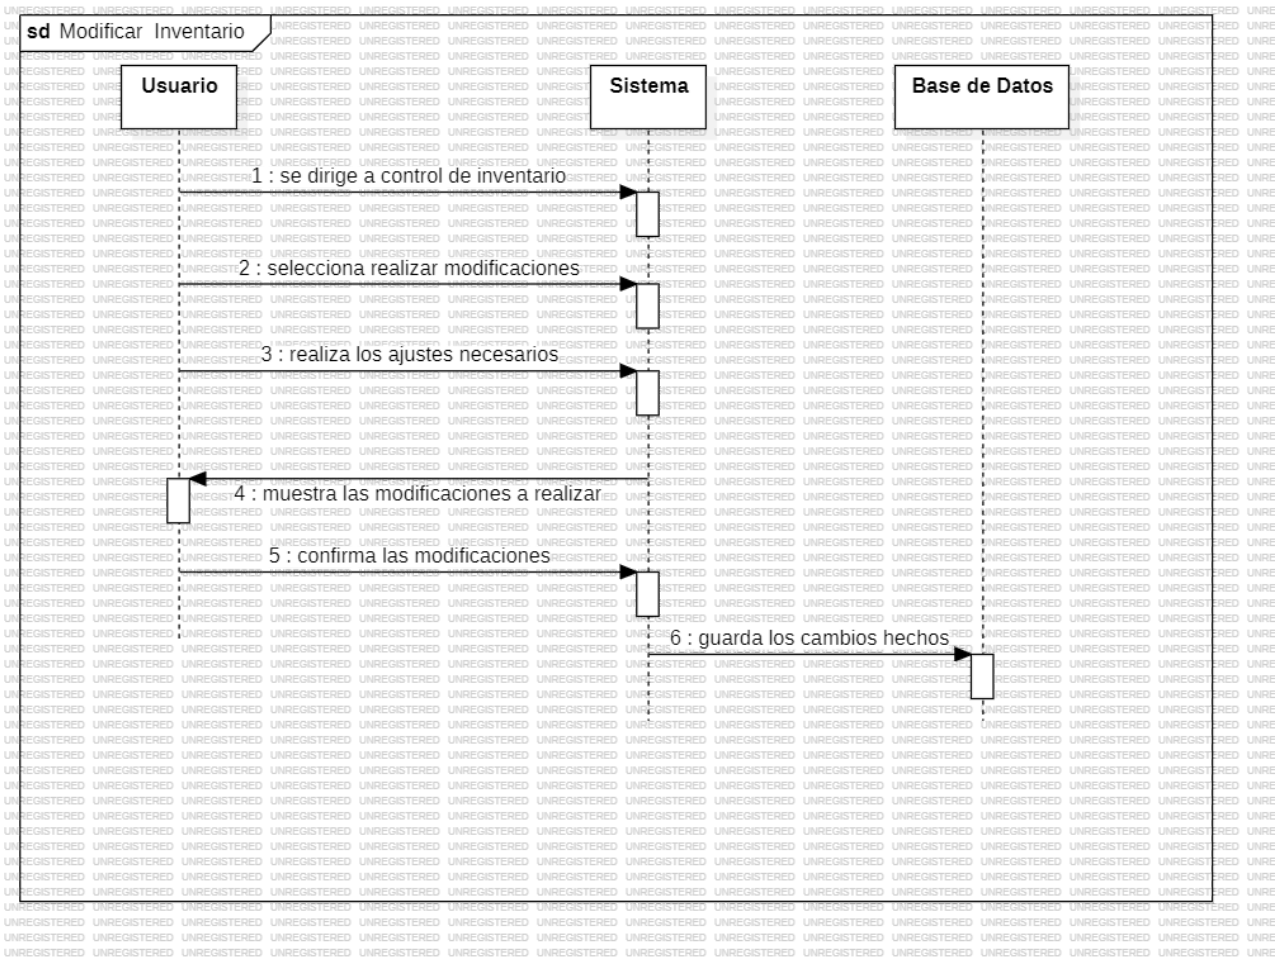 sd Modificar Inventario
Usuario
Sistema
Base de Datos
1 : se dirige a control de inventario
2 : selecciona realizar modificaciones
3 : realiza los ajustes necesarios
4 : muestra las modificaciones a realizar
5 : confirma las modificaciones
6 : guarda los cambios hechos
UNREGISTERED